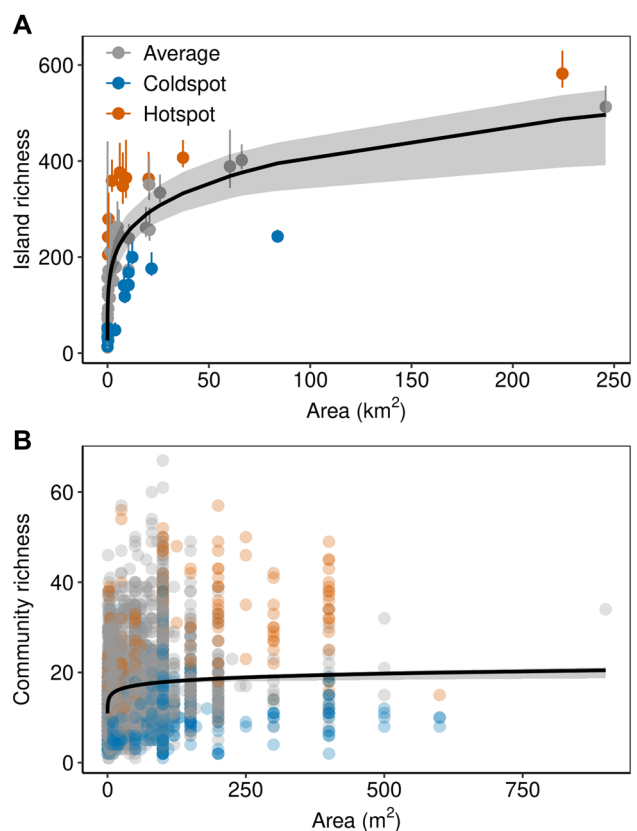 A
Average
Coldspot
Hotspot
600
400
200
0
Island richness
0
50
100
150
200
250
Area (km²)
B
60
40
20
0
Community richness
0
250
500
750
Area (m²)